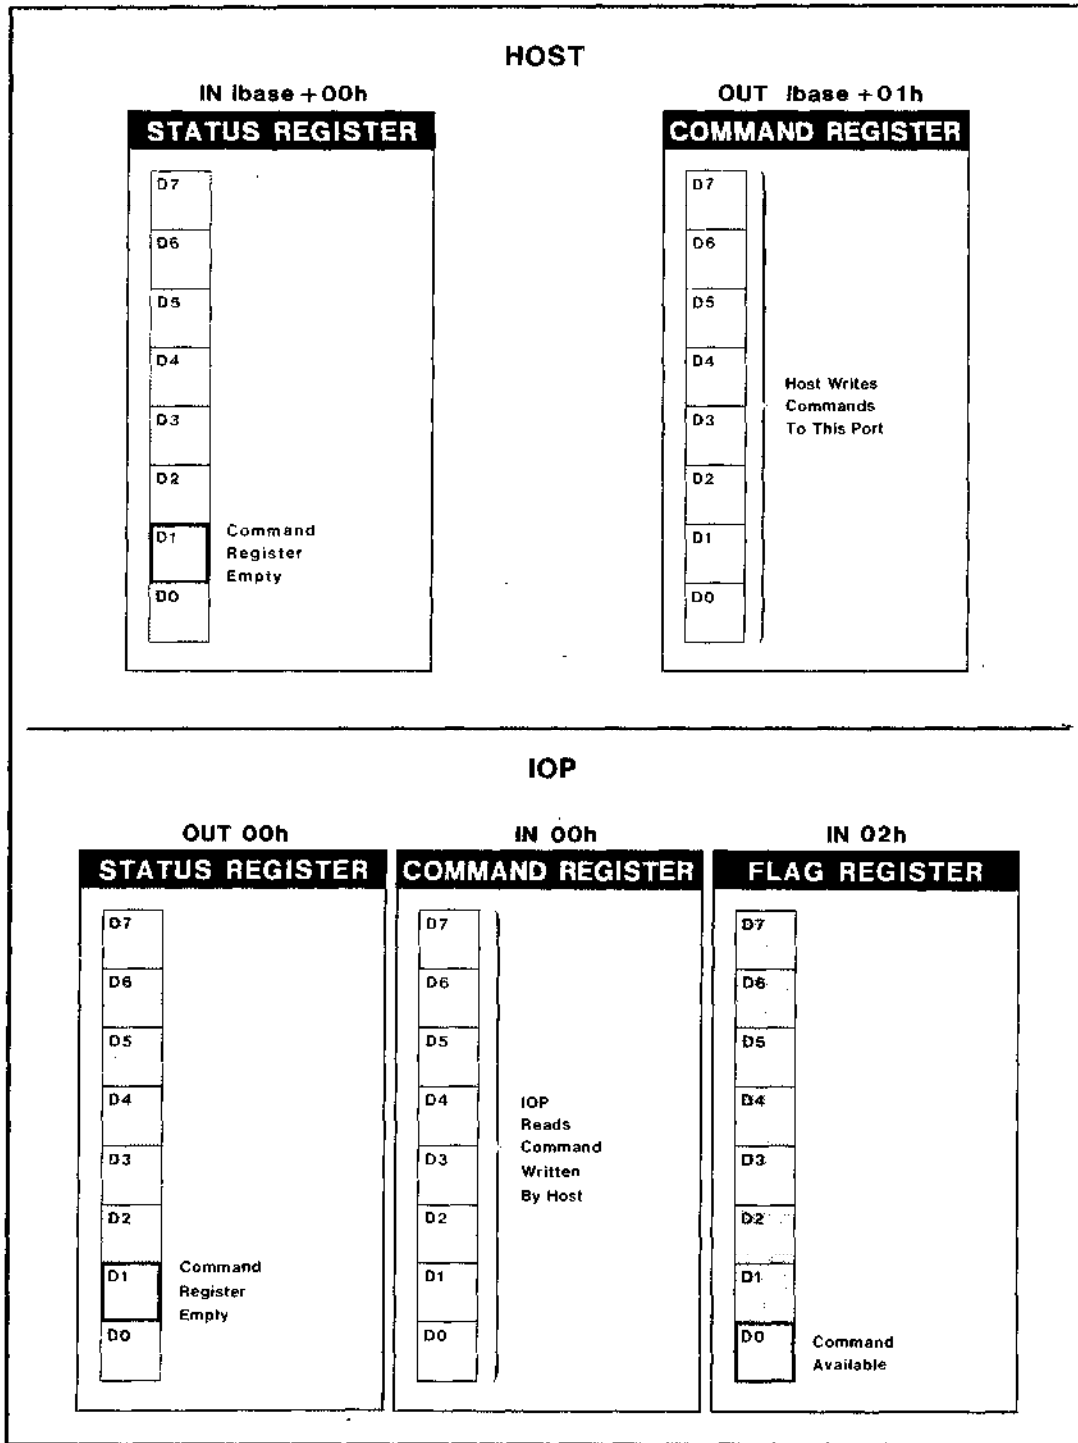 HOST
IN Ibase +00h
STATUS REGISTER
D7
D6
D5
D4
D3
D2
D1
Command
Register
Empty
D0
OUT Ibase +01h
COMMAND REGISTER
D7
D6
D5
D4
D3
D2
D1
D0
Host Writes
Commands
To This Port
IOP
OUT 00h
STATUS REGISTER
D7
D6
D5
D4
D3
D2
D1
Command
Register
Empty
D0
IN 00h
COMMAND REGISTER
D7
D6
D5
D4
D3
D2
D1
D0
IOP
Reads
Command
Written
By Host
IN 02h
FLAG REGISTER
D7
D6
D5
D4
D3
D2
D1
D0
Command
Available